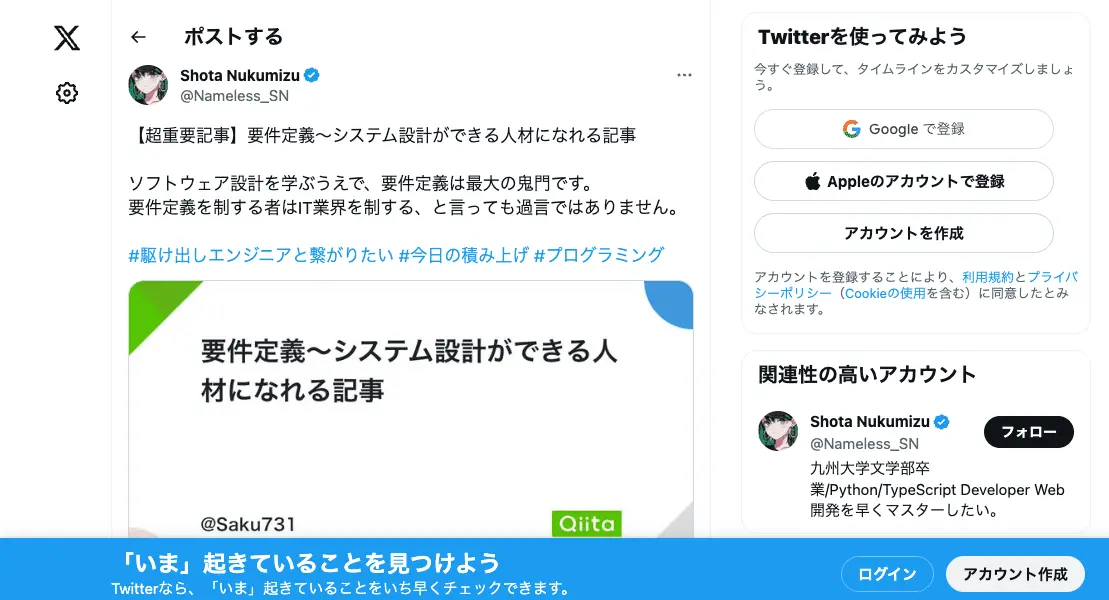 ポストする
Shota Nukumizu
@Nameless_SN
【超重要記事】要件定義〜システム設計ができる人材になれる記事
ソフトウェア設計を学ぶうえで、要件定義は最大の鬼門です。
要件定義を制する者はIT業界を制する、と言っても過言ではありません。
#駆け出しエンジニアと繋がりたい #今日の積み上げ #プログラミング
要件定義〜システム設計ができる人
材になれる記事
@Saku731
Qiita
Twitterを使ってみよう
今すぐ登録して、タイムラインをカスタマイズしましょ
う。
Google で登録
Appleのアカウントで登録
アカウントを作成
アカウントを登録することにより、利用規約とプライバ
シーポリシー（Cookieの使用を含む）に同意したとみ
なされます。
関連性の高いアカウント
Shota Nukumizu
@Nameless_SN
フォロー
九州大学文学部卒
業/Python/TypeScript Developer Web
開発を早くマスターしたい。
「いま」起きていることを見つけよう
Twitterなら、「いま」起きていることをいち早くチェックできます。
ログイン
アカウント作成